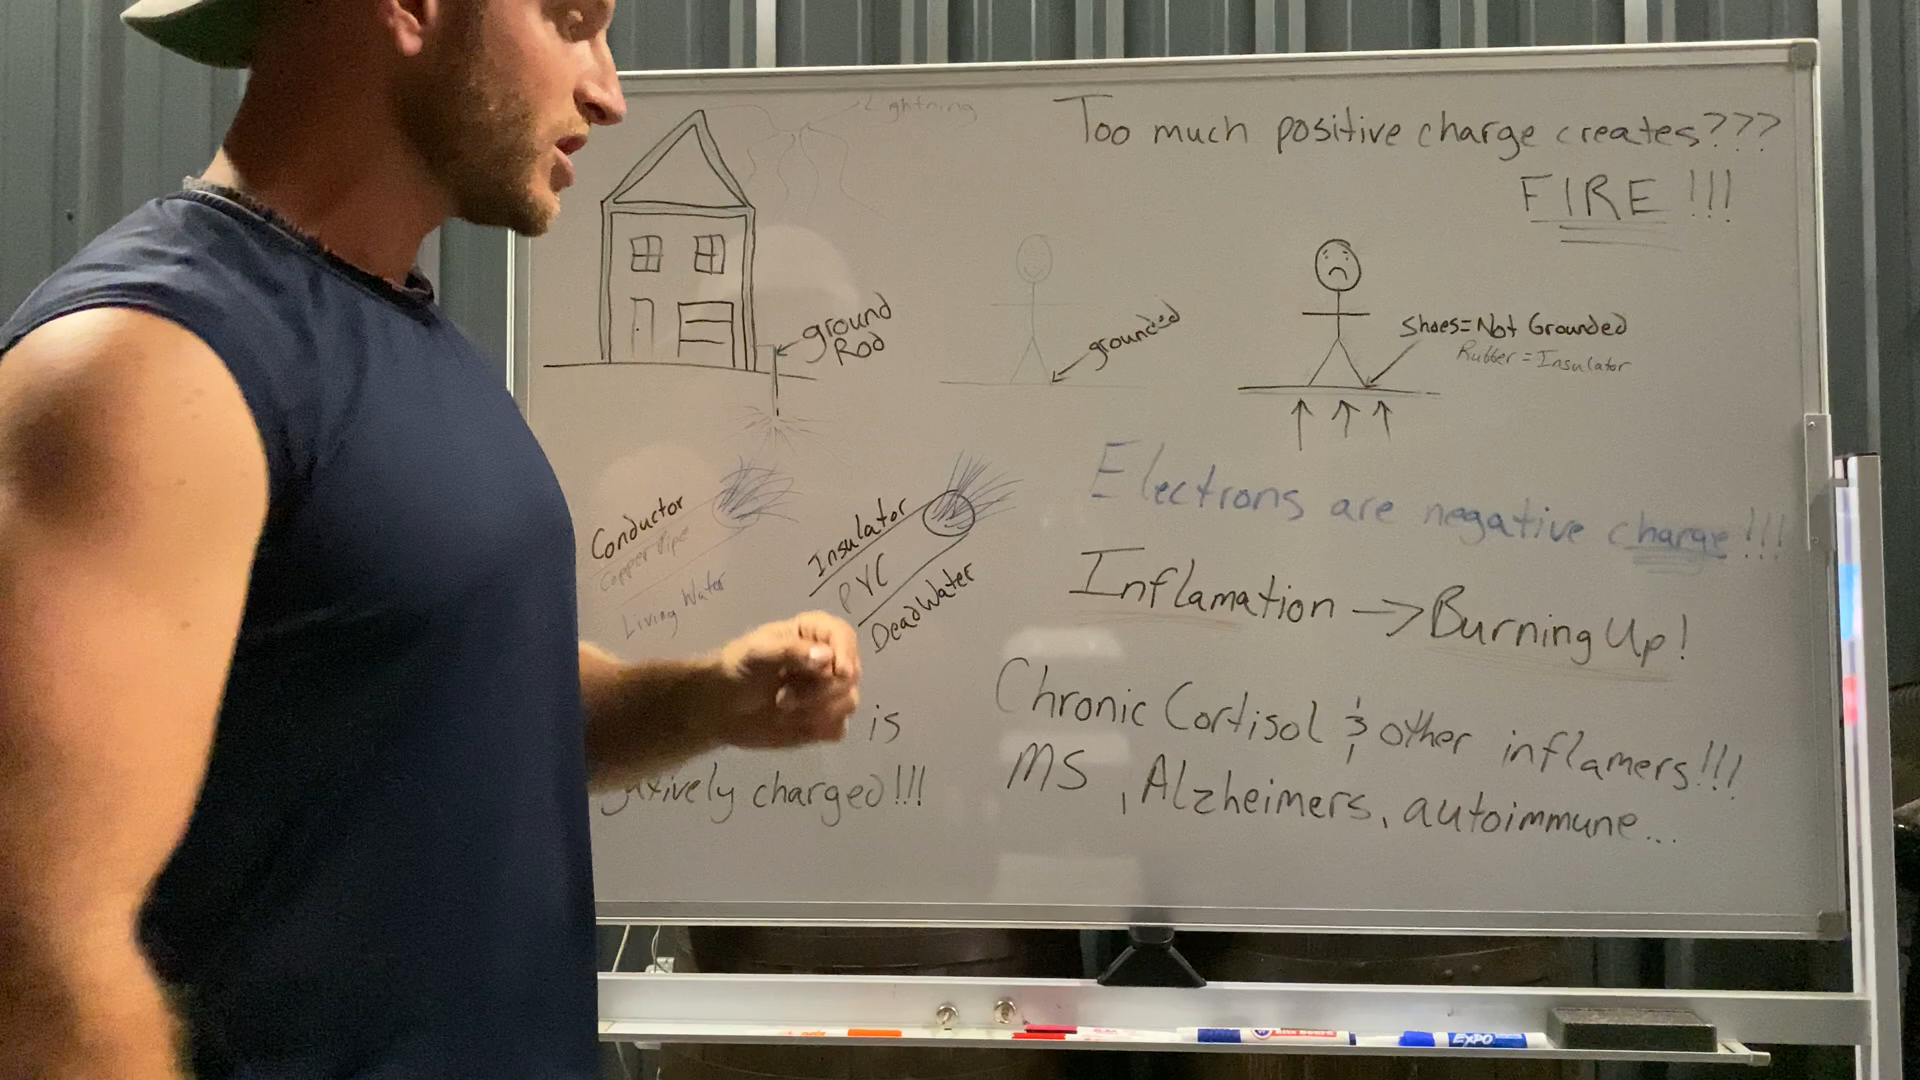 Lightning
Too much positive charge creates???
FIRE!!!
ground
Rod
grounded
Shoes=Not Grounded
Rubber = Insulator
Conductor
Copper Pipe
Living Water
Insulator
PVC
Dead Water
Electrons are negative charge!!!
Inflamation → Burning Up!
is
atively charged!!!
Chronic Cortisol & other inflamers!!!
MS, Alzheimers, autoimmune...
EXPO